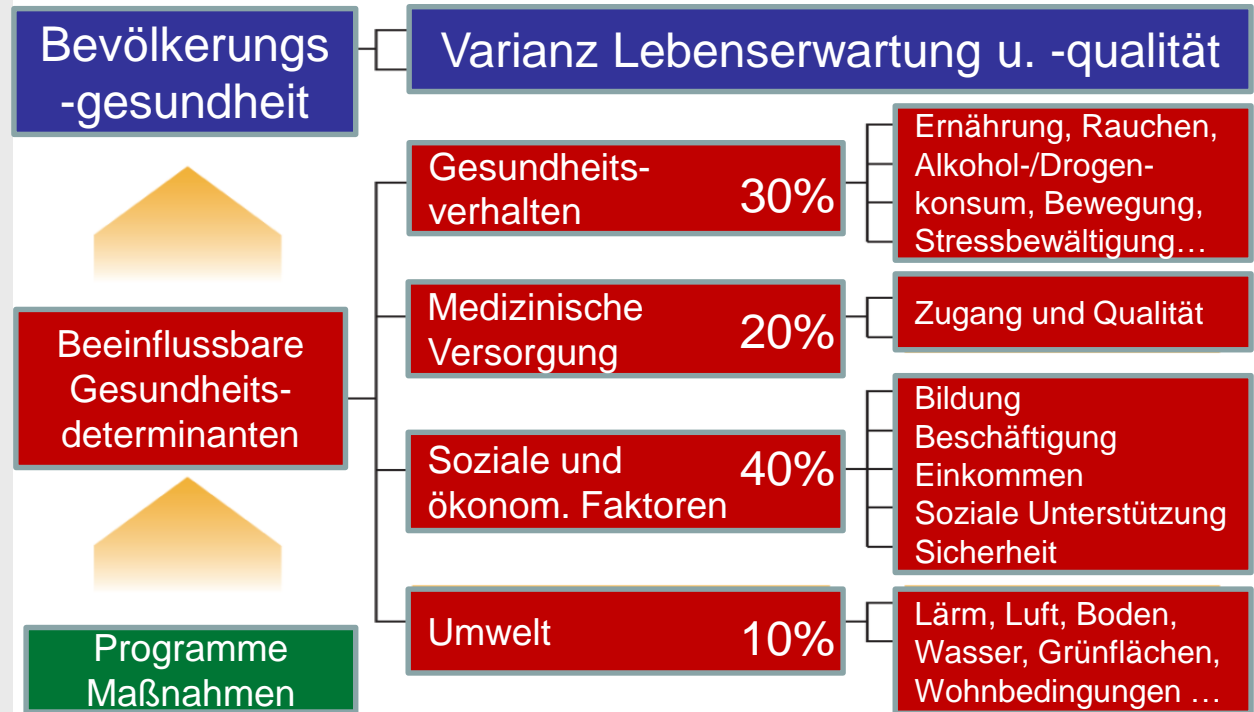 Bevölkerungs
-gesundheit
Varianz Lebenserwartung u. -qualität
Beeinflussbare
Gesundheits-
determinanten
Programme
Maßnahmen
Gesundheits-
verhalten 30%
Ernährung, Rauchen,
Alkohol-/Drogen-
konsum, Bewegung,
Stressbewältigung…
Medizinische
Versorgung 20%
Zugang und Qualität
Soziale und
ökonom. Faktoren 40%
Bildung
Beschäftigung
Einkommen
Soziale Unterstützung
Sicherheit
Umwelt 10%
Lärm, Luft, Boden,
Wasser, Grünflächen,
Wohnbedingungen …